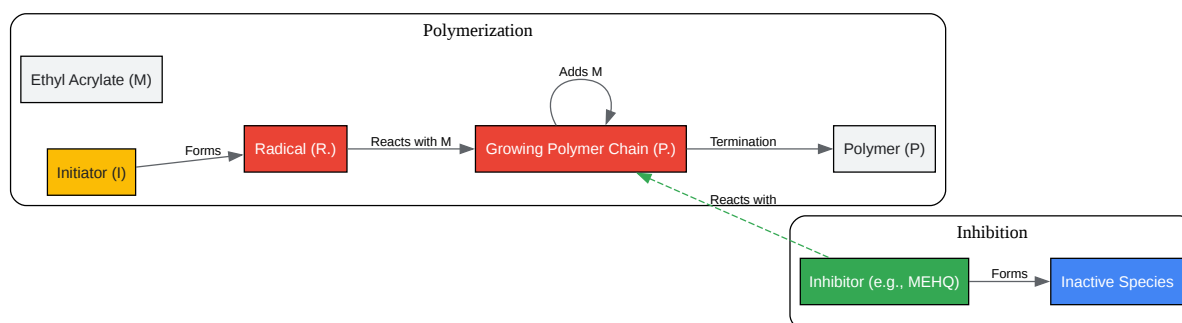 Polymerization
Ethyl Acrylate (M)
Adds M
Initiator (I)
Forms
Radical (R.)
Reacts with M
Growing Polymer Chain (P.)
Termination
Polymer (P)
Reacts with
Inhibition
Inhibitor (e.g., MEHQ)
Forms
Inactive Species